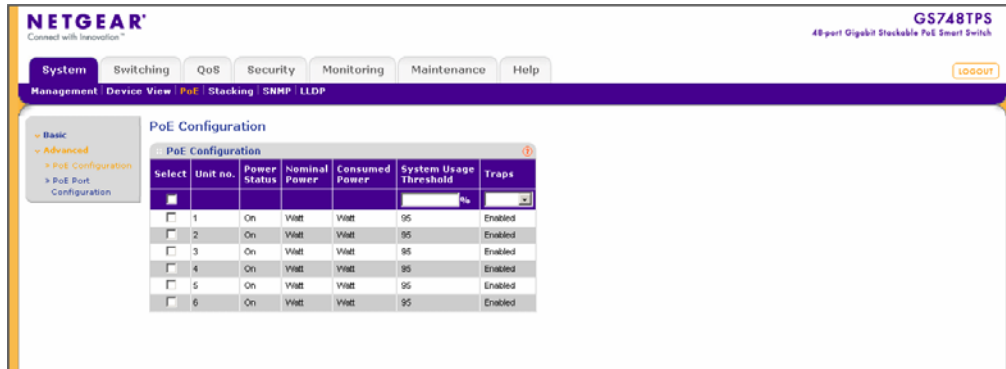 NETGEAR®
Connect with Innovation™
GS748TPS
48-port Gigabit Stackable PoE Smart Switch
System Switching QoS Security Monitoring Maintenance Help
LOGOUT
Management Device View PoE Stacking SNMP LLDP
Basic
Advanced
PoE Configuration
PoE Port
Configuration
PoE Configuration
PoE Configuration
Select Unit no. Power Status Nominal Power Consumed Power System Usage Threshold Traps
%
1 On Watt Watt 95 Enabled
2 On Watt Watt 95 Enabled
3 On Watt Watt 95 Enabled
4 On Watt Watt 95 Enabled
5 On Watt Watt 95 Enabled
6 On Watt Watt 95 Enabled